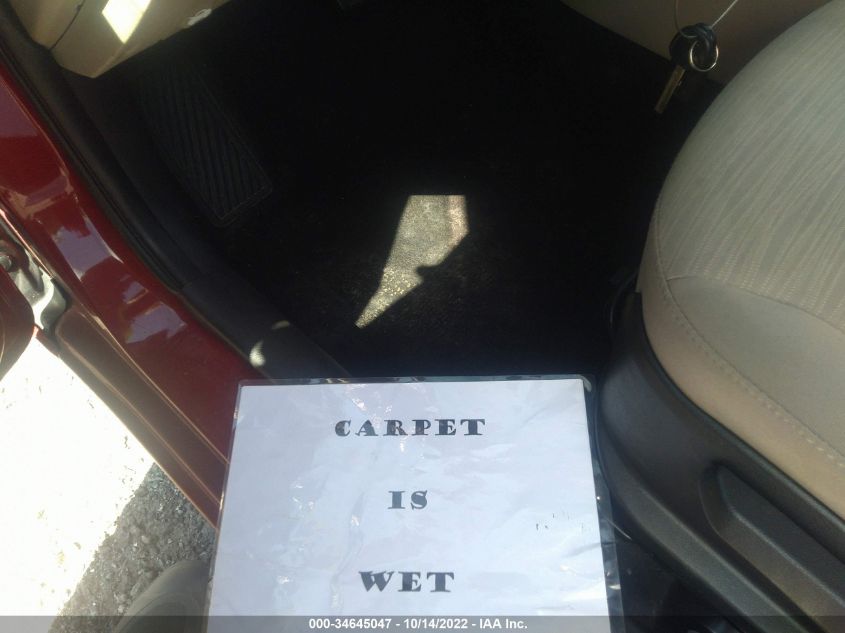 CARPET
IS
WET
000-34645047 - 10/14/2022 - IAA Inc.